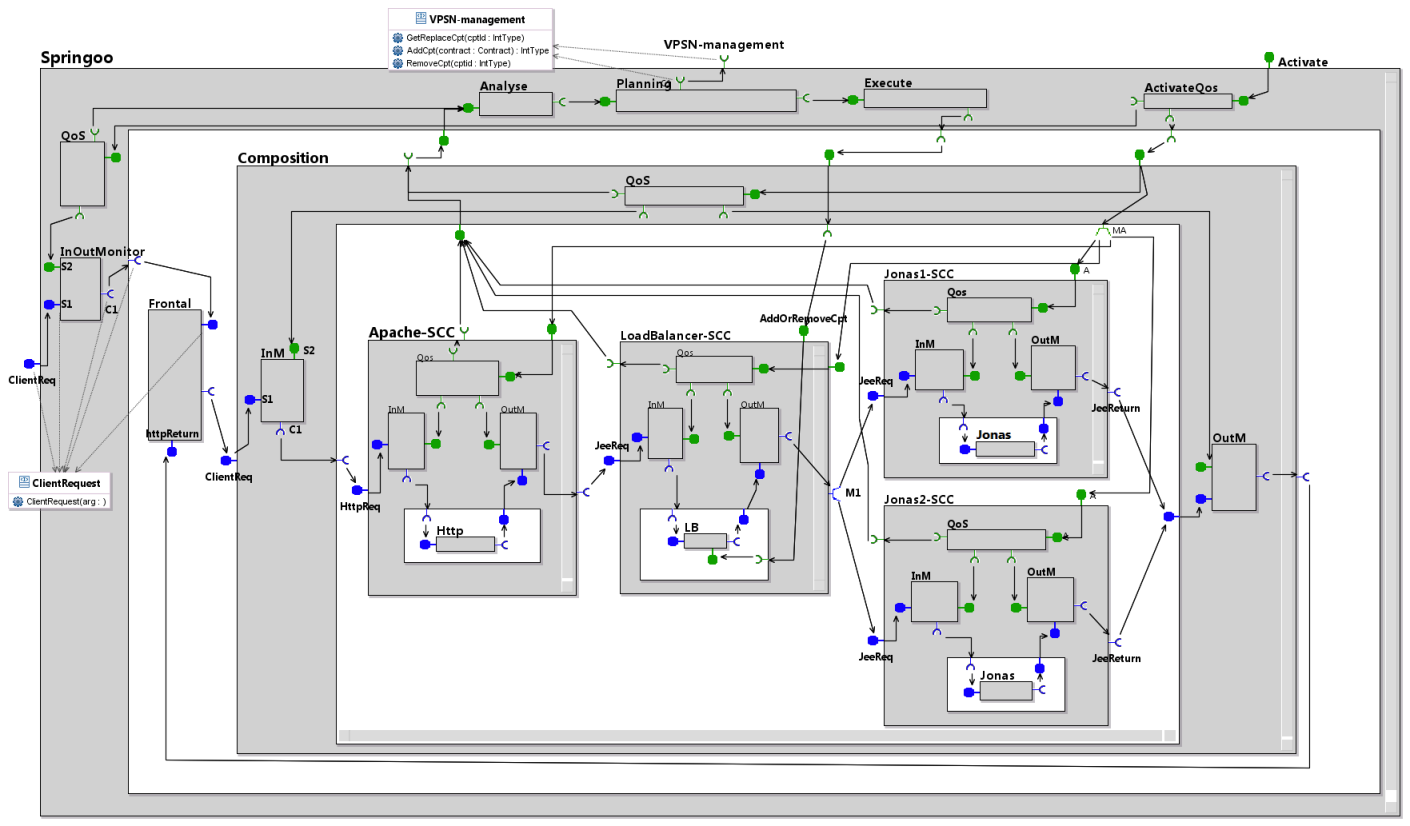 VPSN-management
GetReplaceCpt(cptId : IntType)
AddCpt(contract : Contract) : IntType
RemoveCpt(cptId : IntType)
VPSN-management
Springoo
Activate
Analyse
Planning
Execute
ActivateQos
QoS
Composition
QoS
InOutMonitor
S2
S1
C1
MA
A
Jonas1-SCC
Qos
Frontal
AddOrRemoveCpt
Apache-SCC
LoadBalancer-SCC
InM
S2
S1
C1
Qos
Qos
InM
OutM
ClientReq
JeeReq
JeeReturn
InM
OutM
InM
OutM
httpReturn
Jonas
JeeReq
OutM
ClientReq
ClientRequest
ClientRequest(arg : )
HttpReq
M1
A
Jonas2-SCC
Http
LB
QoS
A
InM
OutM
JeeReq
JeeReturn
Jonas